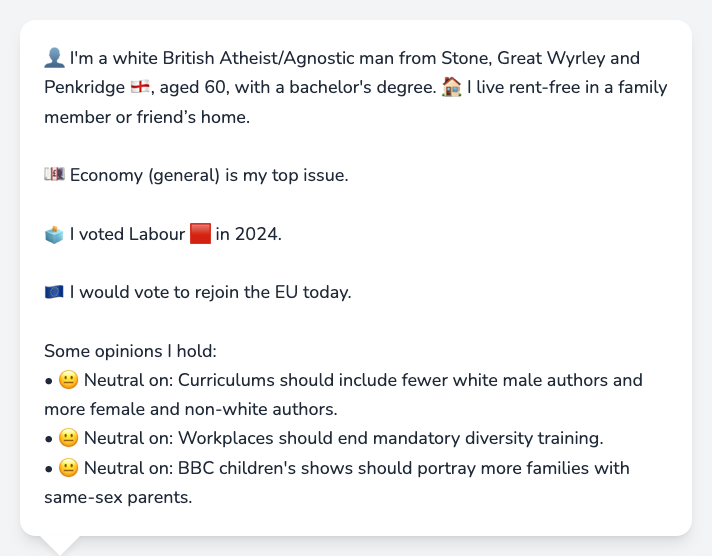 👤 I'm a white British Atheist/Agnostic man from Stone, Great Wyrley and
Penkridge 🏴󠁧󠁢󠁥󠁮󠁧󠁿, aged 60, with a bachelor's degree. 🏠 I live rent-free in a family
member or friend’s home.
💷 Economy (general) is my top issue.
🗳️ I voted Labour 🟥 in 2024.
🇪🇺 I would vote to rejoin the EU today.
Some opinions I hold:
• 😐 Neutral on: Curriculums should include fewer white male authors and
more female and non-white authors.
• 😐 Neutral on: Workplaces should end mandatory diversity training.
• 😐 Neutral on: BBC children's shows should portray more families with
same-sex parents.